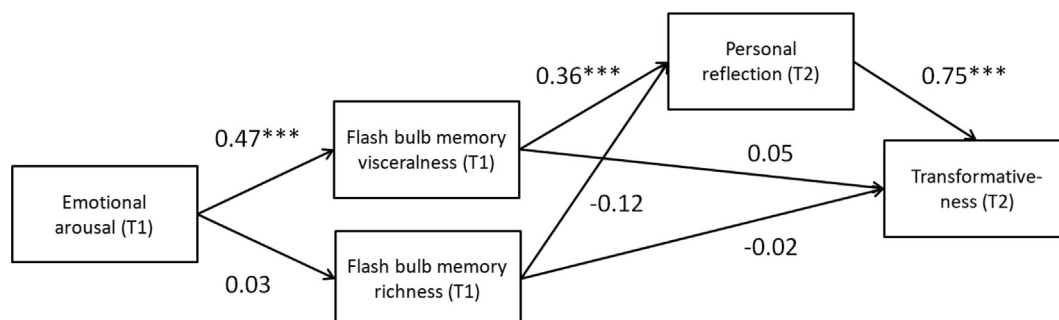 Personal
reflection (T2)
0.36***
0.75***
0.47***
Flash bulb memory
visceralness (T1)
0.05
Transformative-
ness (T2)
Emotional
arousal (T1)
-0.12
-0.02
Flash bulb memory
richness (T1)
0.03